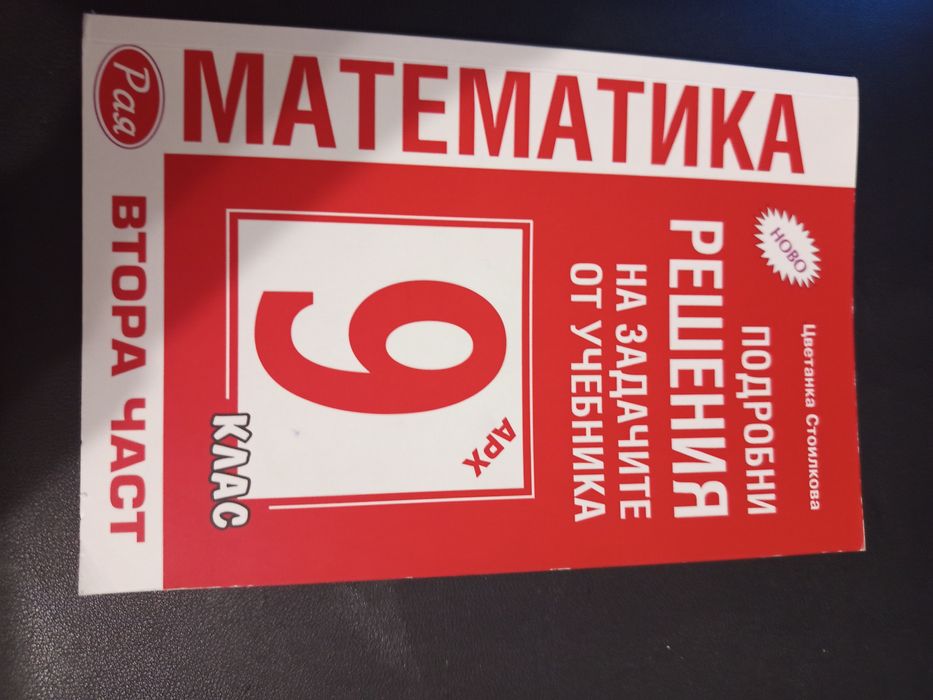 МАТЕМАТИКА
Цветанка Стоилкова
НОВО
ПОДРОБНИ
РЕШЕНИЯ
НА ЗАДАЧИТЕ
ОТ УЧЕБНИКА
АРХ
9
КЛАС
Рая
ВТОРА ЧАСТ